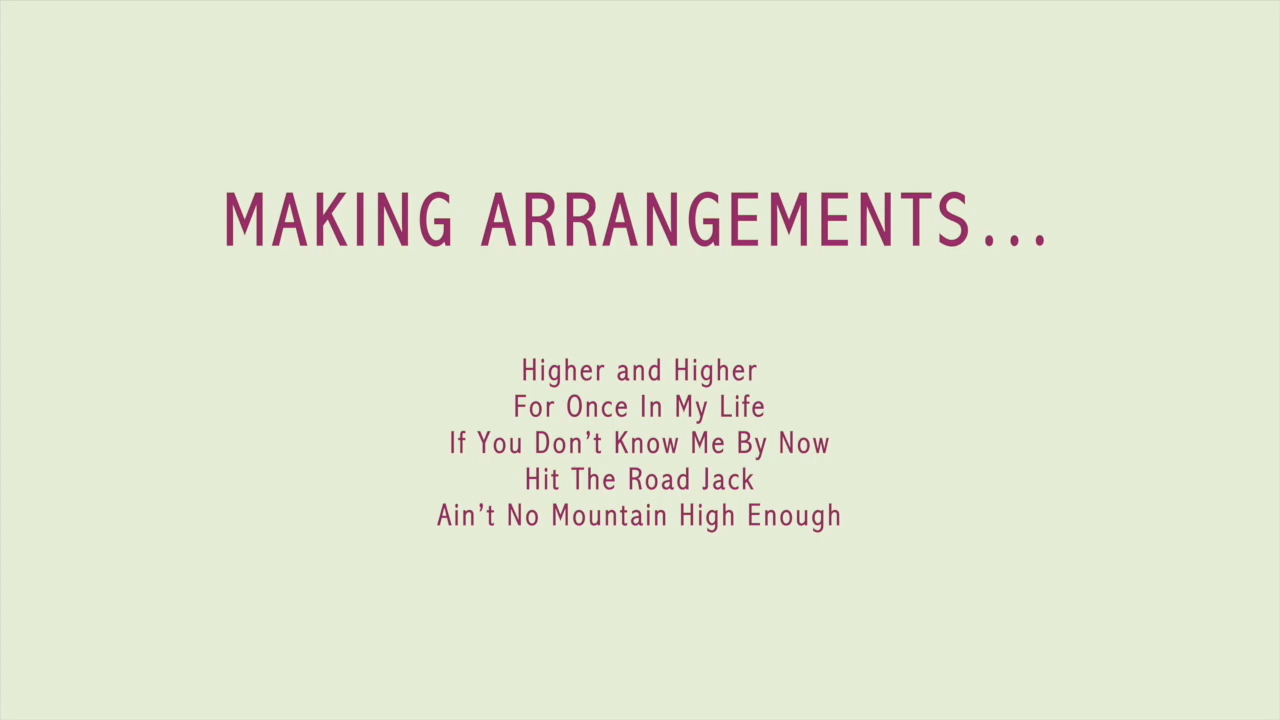 MAKING ARRANGEMENTS...
Higher and Higher
For Once In My Life
If You Don’t Know Me By Now
Hit The Road Jack
Ain’t No Mountain High Enough